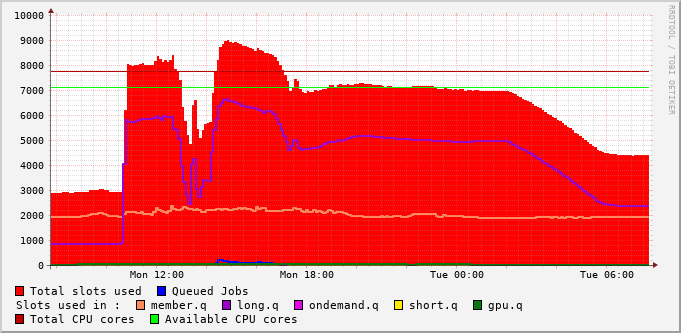 10000
9000
8000
7000
6000
5000
4000
3000
2000
1000
0
Mon 12:00 Mon 18:00 Tue 00:00 Tue 06:00
RRDTOOL / TOBI OETIKER
Total slots used Queued Jobs
Slots used in : member.q long.q ondemand.q short.q gpu.q
Total CPU cores Available CPU cores